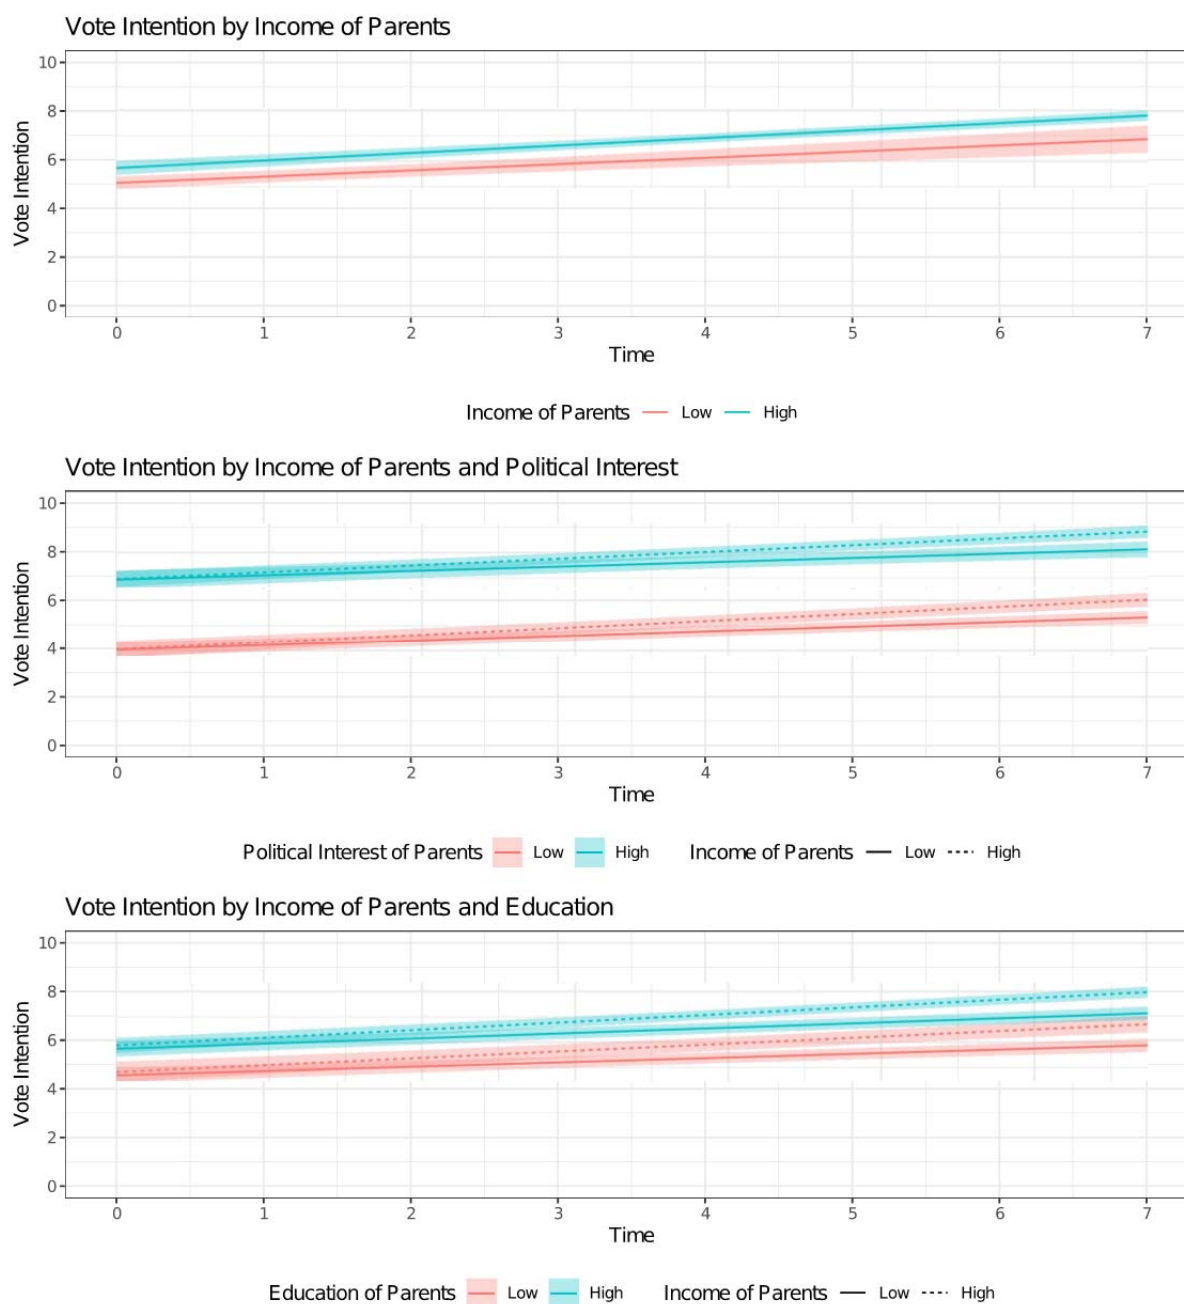 Vote Intention by Income of Parents
10
8
6
4
2
0
Vote Intention
0 1 2 3 4 5 6 7
Time
Income of Parents Low High
Vote Intention by Income of Parents and Political Interest
10
8
6
4
2
0
Vote Intention
0 1 2 3 4 5 6 7
Time
Political Interest of Parents Low High Income of Parents Low High
Vote Intention by Income of Parents and Education
10
8
6
4
2
0
Vote Intention
0 1 2 3 4 5 6 7
Time
Education of Parents Low High Income of Parents Low High